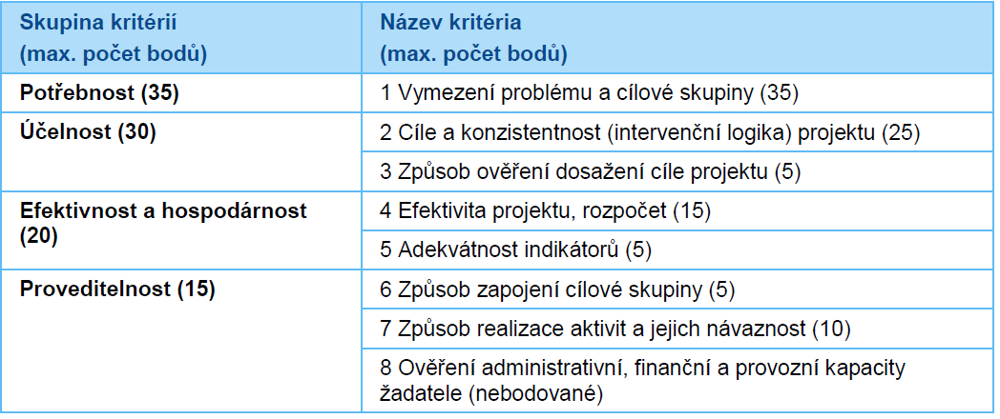 Skupina kritérií
(max. počet bodů)
Název kritéria
(max. počet bodů)
Potřebnost (35)
1 Vymezení problému a cílové skupiny (35)
Účelnost (30)
2 Cíle a konzistentnost (intervenční logika) projektu (25)
3 Způsob ověření dosažení cíle projektu (5)
Efektivnost a hospodárnost
(20)
4 Efektivita projektu, rozpočet (15)
5 Adekvátnost indikátorů (5)
Proveditelnost (15)
6 Způsob zapojení cílové skupiny (5)
7 Způsob realizace aktivit a jejich návaznost (10)
8 Ověření administrativní, finanční a provozní kapacity
žadatele (nebodované)